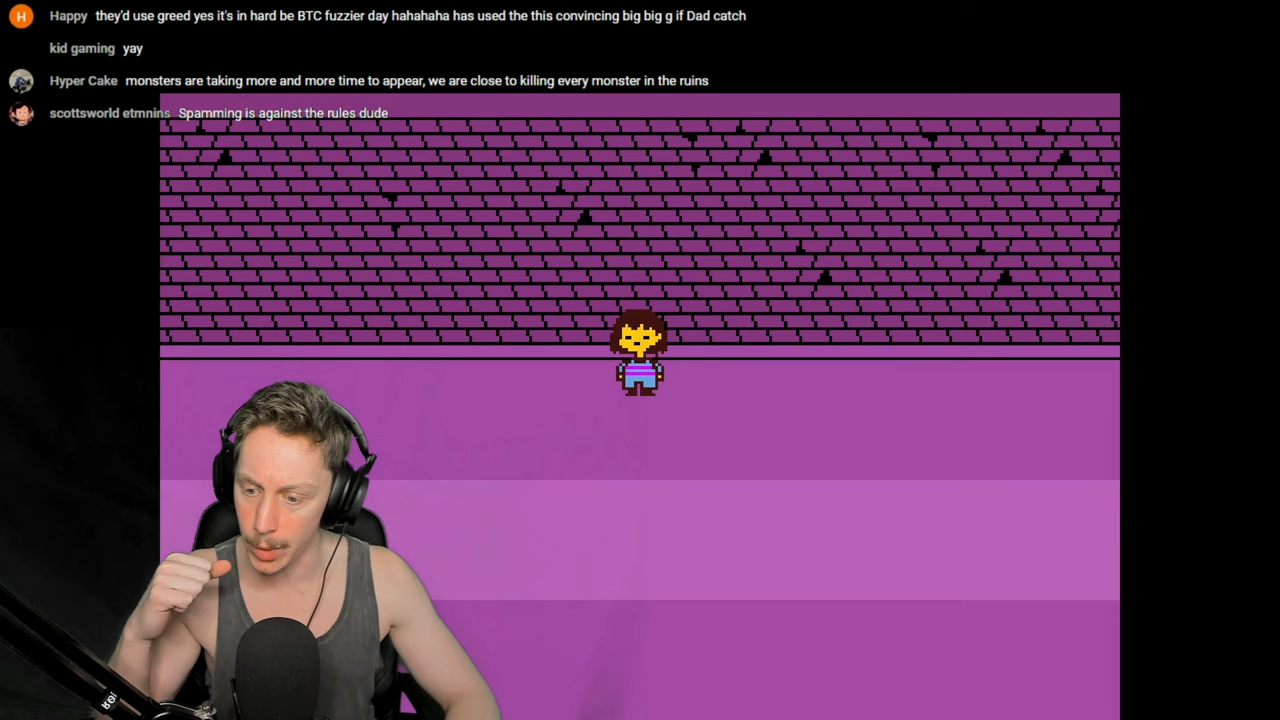 H Happy they'd use greed yes it's in hard be BTC fuzzier day hahahaha has used the this convincing big big g if Dad catch
kid gaming yay
Hyper Cake monsters are taking more and more time to appear, we are close to killing every monster in the ruins
scottsworld etmnins Spamming is against the rules dude